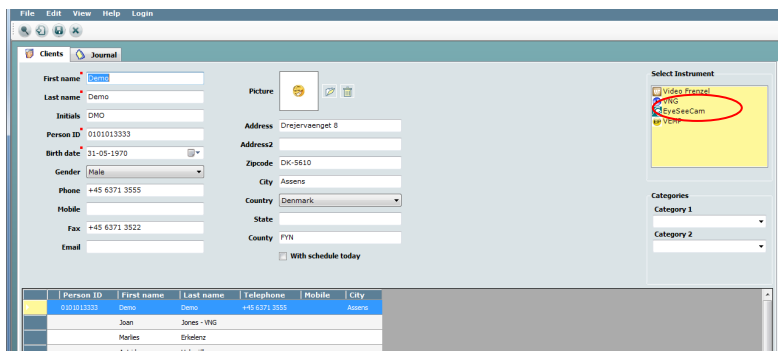 File Edit View Help Login
Clients Journal
First name Demo
Last name Demo
Initials DMO
Person ID 0101013333
Birth date 31-05-1970
Gender Male
Phone +45 6371 3555
Mobile
Fax +45 6371 3522
Email
Picture
Address Drejervaenget 8
Address2
Zipcode DK-5610
City Assens
Country Denmark
State
County FYN
With schedule today
Select Instrument
Video Frenzel
VNG
EyeSeeCam
VEMP
Categories
Category 1
Category 2
Person ID First name Last name Telephone Mobile City
0101013333 Demo Demo +45 6371 3555 Assens
Joan Jones - VNG
Marlies Erkelenz